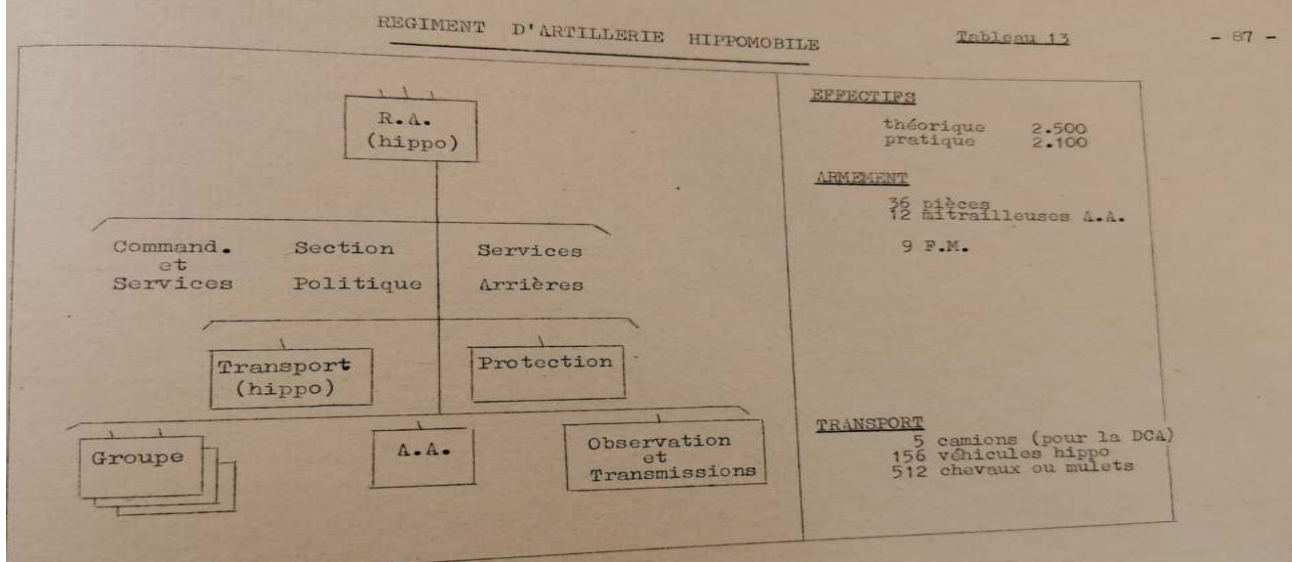 REGIMENT D'ARTILLERIE HIPPOMOBILE
Tableau 13
- 87 -
R.A.
(hippo)
Command.
et
Services
Section
Politique
Services
Arrières
Transport
(hippo)
Protection
Groupe
A.A.
Observation
et
Transmissions
EFFECTIFS
théorique 2.500
pratique 2.100
ARMEMENT
36 pièces
12 mitrailleuses A.A.
9 F.M.
TRANSPORT
5 camions (pour la DCA)
156 véhicules hippo
512 chevaux ou mulets